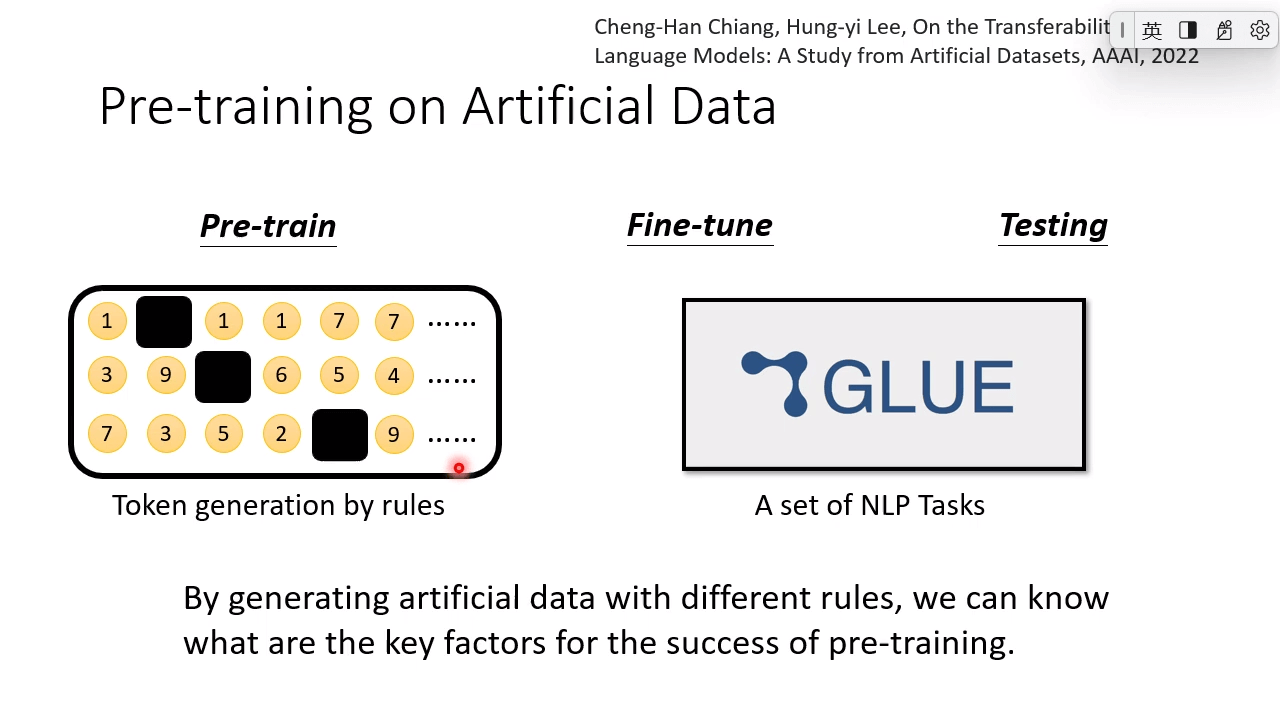 Cheng-Han Chiang, Hung-yi Lee, On the
英
Language Models: A Study from Artificial Datasets, AAAI, 2022
Pre-training on Artificial Data
Pre-train
Fine-tune
Testing
1 1 1 7 7 ......
3 9 6 5 4 ......
7 3 5 2 9 ......
GLUE
Token generation by rules
A set of NLP Tasks
By generating artificial data with different rules, we can know
what are the key factors for the success of pre-training.